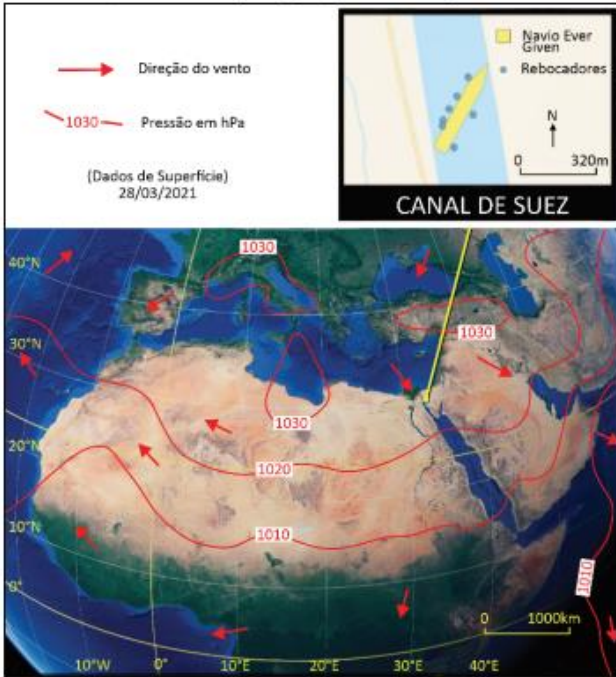 Direção do vento
1030
Pressão em hPa
(Dados de Superfície)
28/03/2021
Navio Ever
Given
Rebocadores
N
0 320m
CANAL DE SUEZ
1030
40°N
1030
30°N
1030
20°N
1020
10°N
1010
0°
1010
0 1000km
10°W 0° 10°E 20°E 30°E 40°E